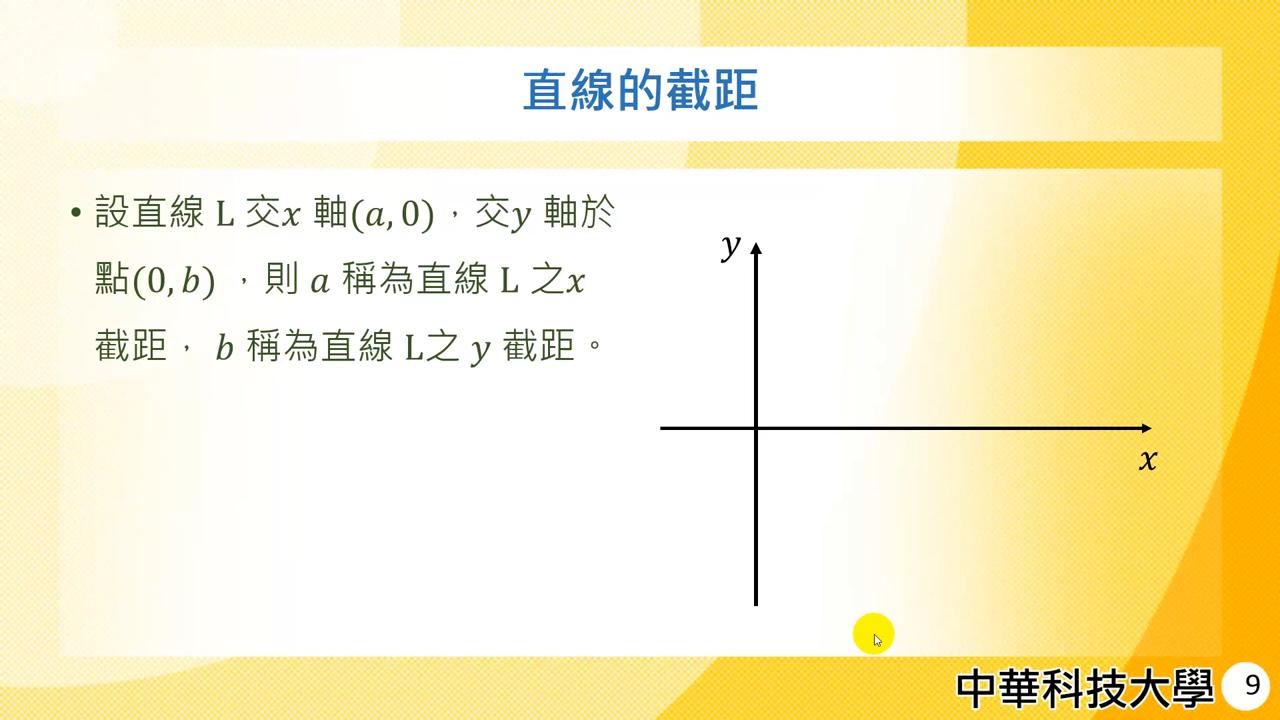 直線的截距
• 設直線 L 交x 軸(a, 0)，交y 軸於
點(0, b) ，則 a 稱為直線 L 之x
截距， b 稱為直線 L之 y 截距。
y
x
中華科技大學
9